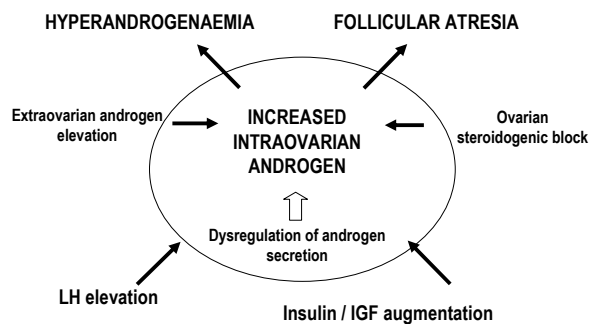 HYPERANDROGENAEMIA
FOLLICULAR ATRESIA
Extraovarian androgen
elevation
INCREASED
INTRAOVARIAN
ANDROGEN
Ovarian
steroidogenic block
Dysregulation of androgen
secretion
LH elevation
Insulin / IGF augmentation